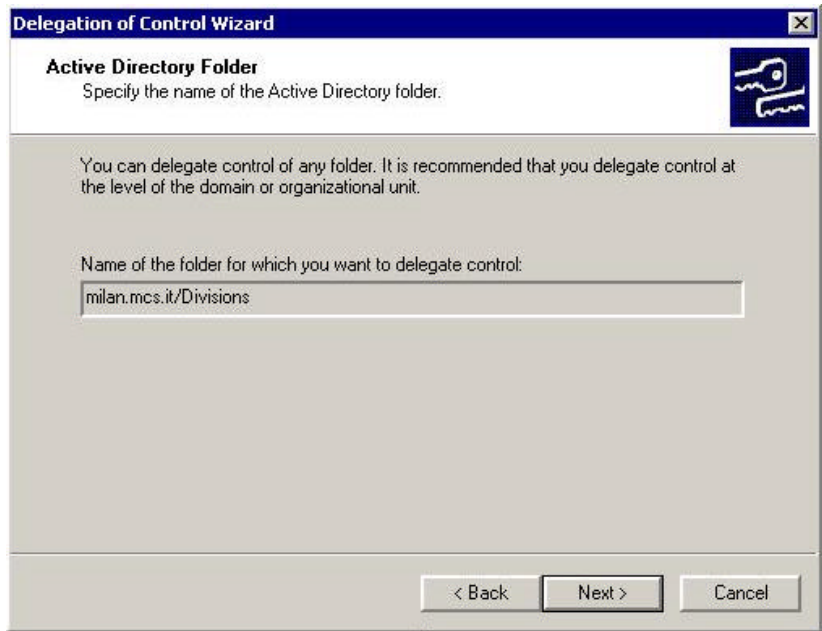 Delegation of Control Wizard
Active Directory Folder
Specify the name of the Active Directory folder.
You can delegate control of any folder. It is recommended that you delegate control at
the level of the domain or organizational unit.
Name of the folder for which you want to delegate control:
milan.mcs.it/Divisions
< Back Next > Cancel